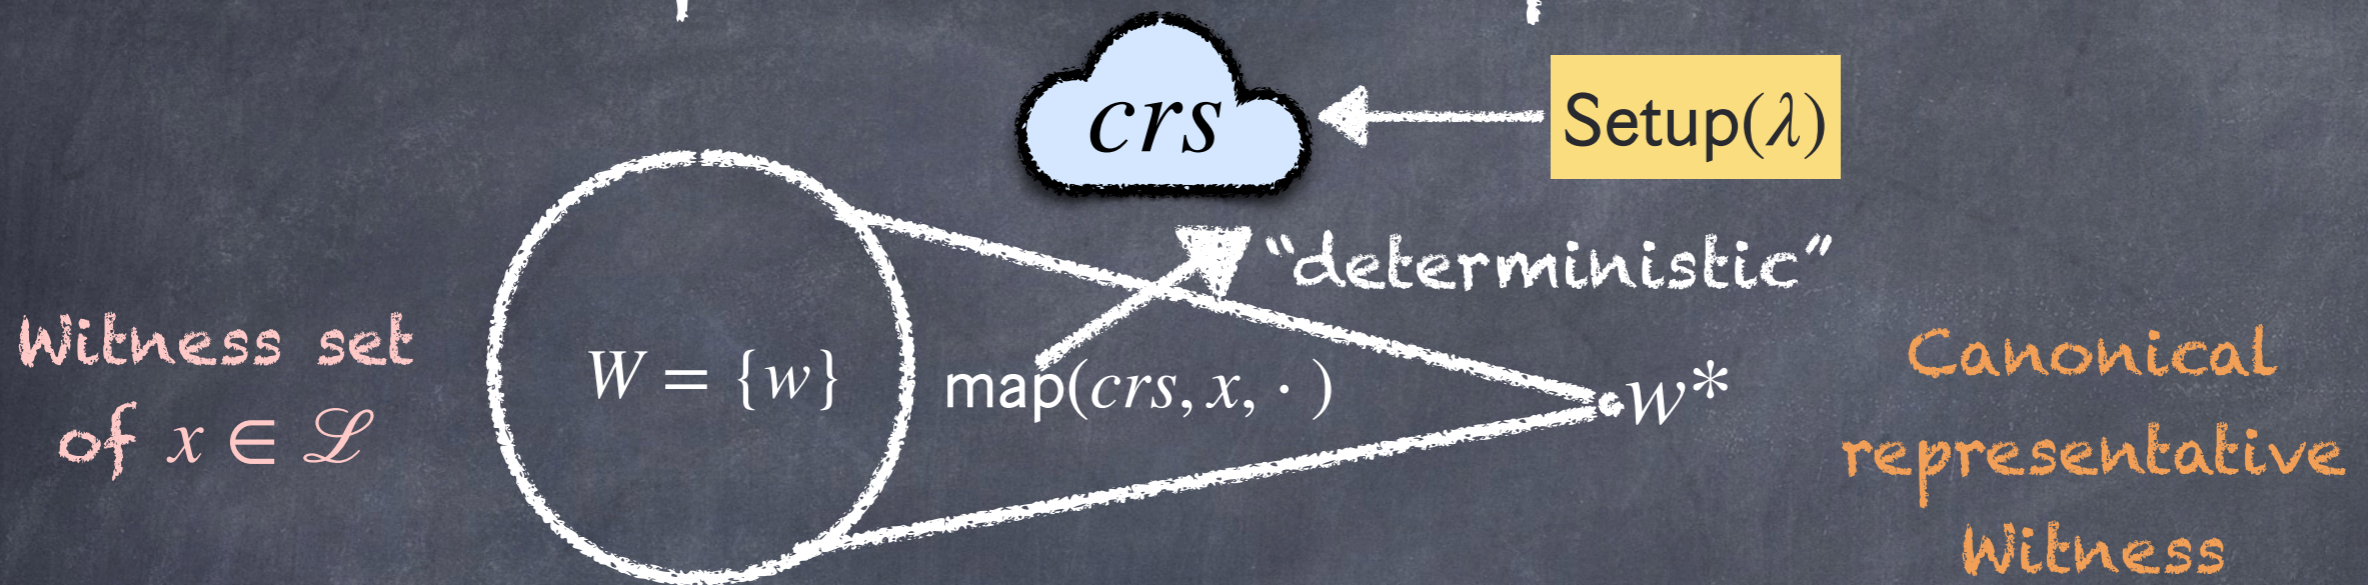 crs
Setup(λ)
“deterministic”
Witness set
of x ∈ ℒ
W = {w}
map(crs, x, · )
w*
Canonical
representative
Witness